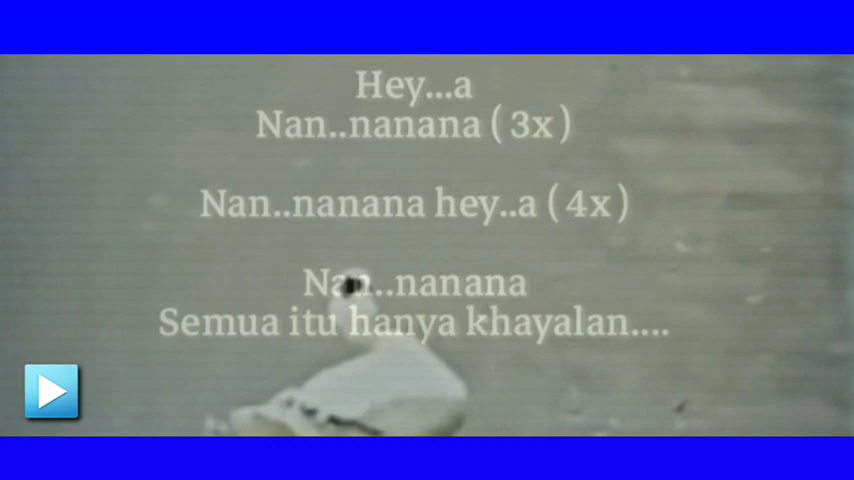 Hey...a
Nan..nanana ( 3x )
Nan..nanana hey..a ( 4x )
Nan..nanana
Semua itu hanya khayalan....